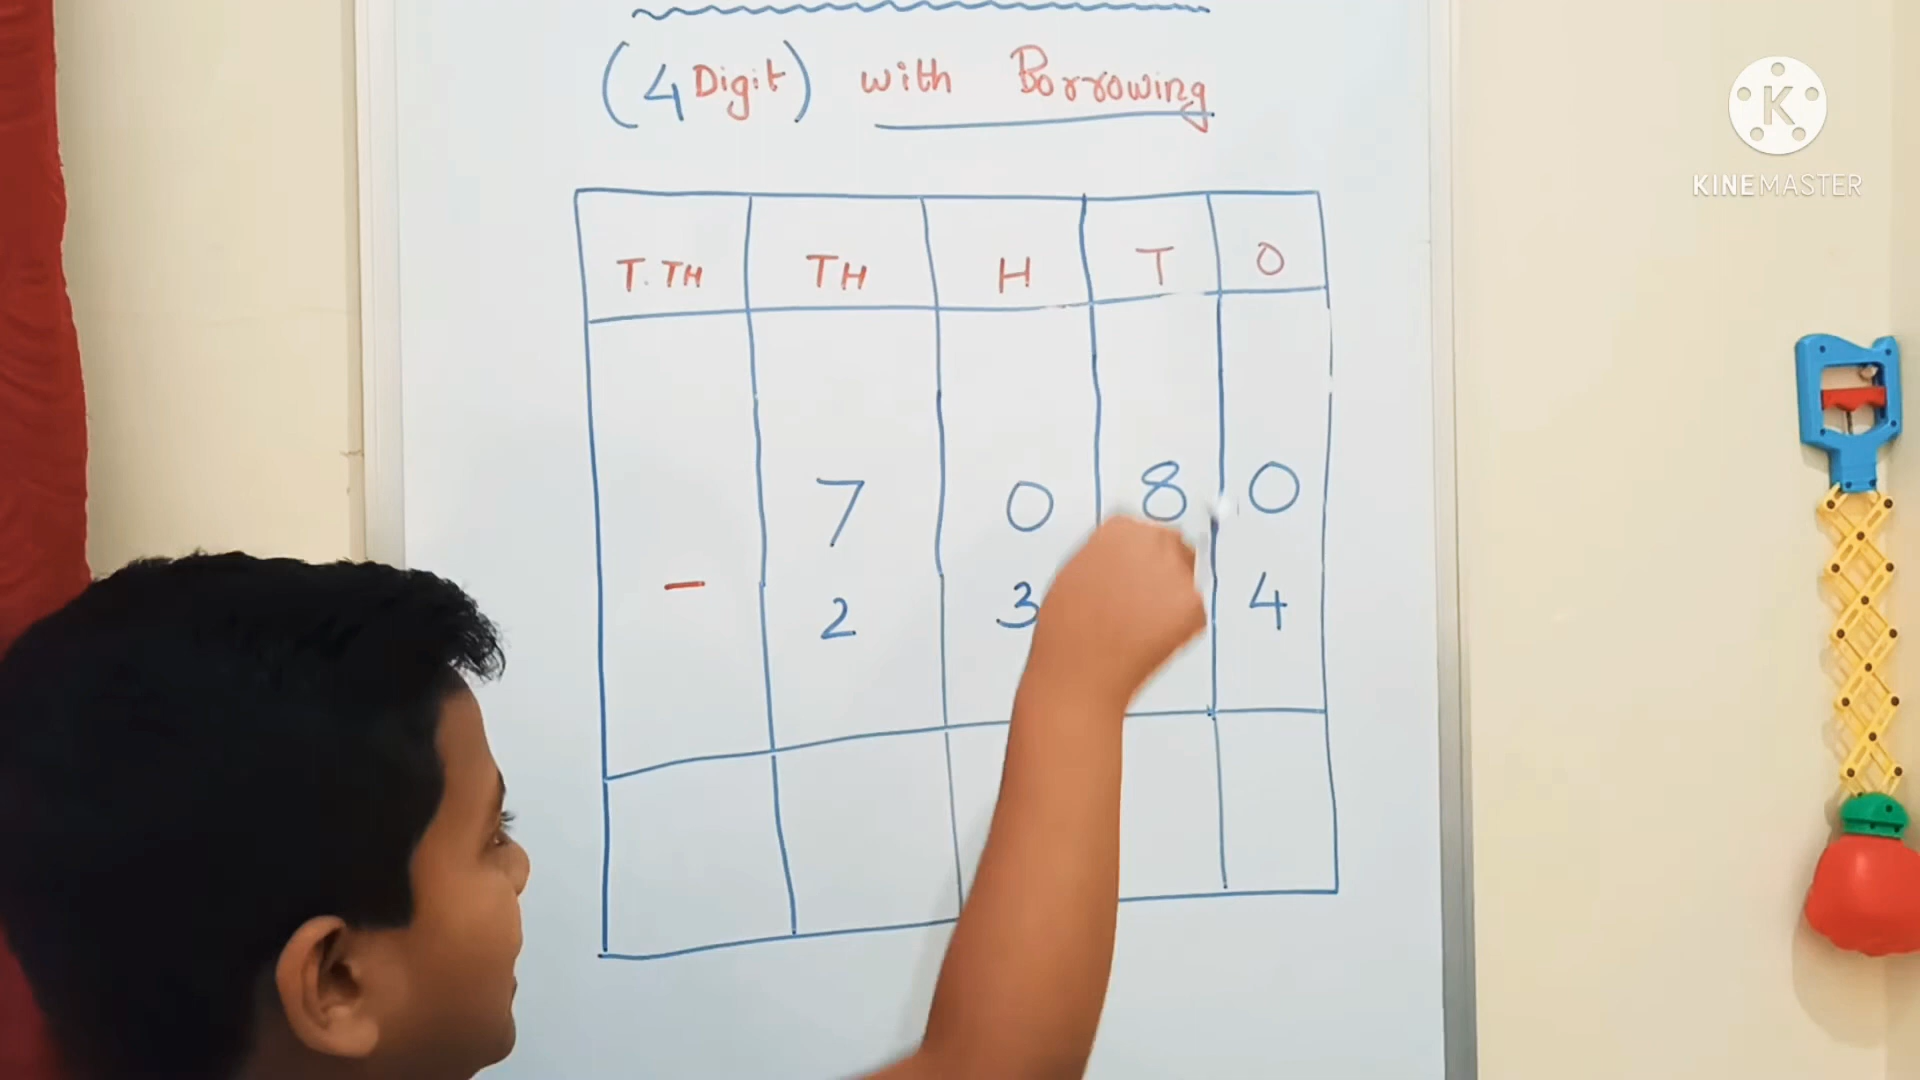 (4 Digit) with Borrowing
KINEMASTER
T.TH TH H T O
7 0 8 0
- 2 3 4